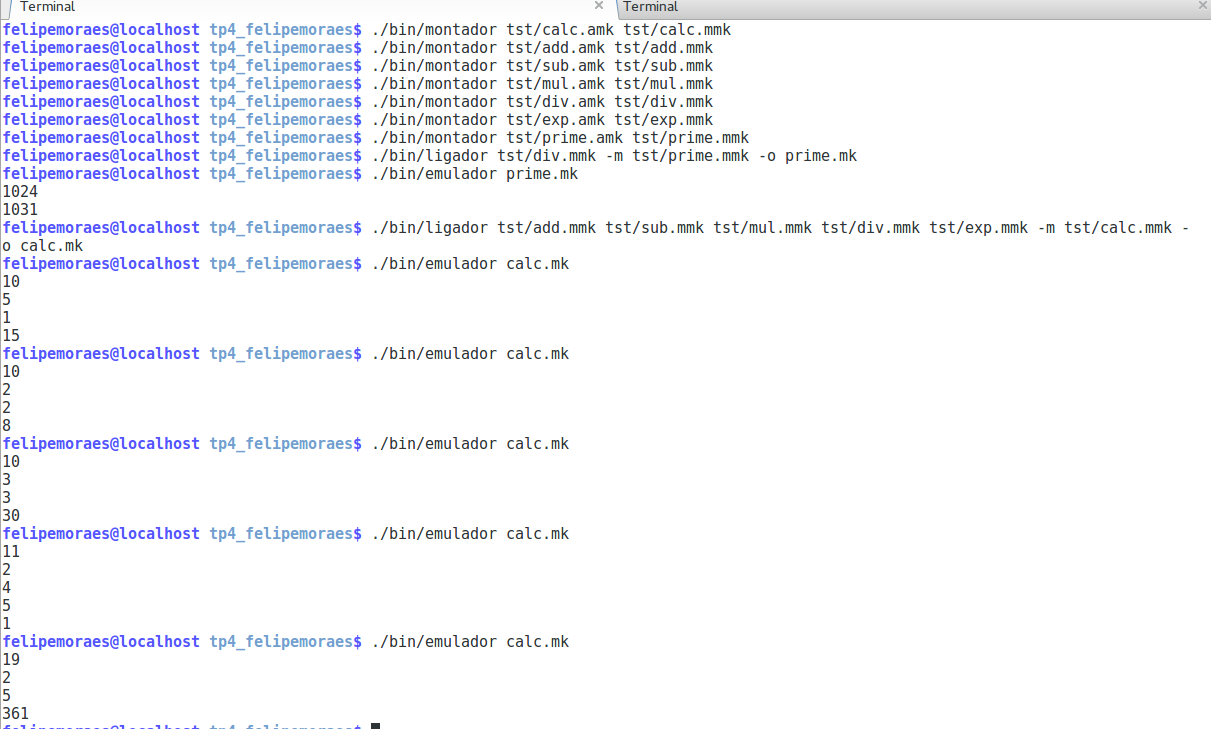 Terminal
Terminal
felipemoraes@localhost tp4_felipemoraes$ ./bin/montador tst/calc.amk tst/calc.mmk
felipemoraes@localhost tp4_felipemoraes$ ./bin/montador tst/add.amk tst/add.mmk
felipemoraes@localhost tp4_felipemoraes$ ./bin/montador tst/sub.amk tst/sub.mmk
felipemoraes@localhost tp4_felipemoraes$ ./bin/montador tst/mul.amk tst/mul.mmk
felipemoraes@localhost tp4_felipemoraes$ ./bin/montador tst/div.amk tst/div.mmk
felipemoraes@localhost tp4_felipemoraes$ ./bin/montador tst/exp.amk tst/exp.mmk
felipemoraes@localhost tp4_felipemoraes$ ./bin/montador tst/prime.amk tst/prime.mmk
felipemoraes@localhost tp4_felipemoraes$ ./bin/ligador tst/div.mmk -m tst/prime.mmk -o prime.mk
felipemoraes@localhost tp4_felipemoraes$ ./bin/emulador prime.mk
1024
1031
felipemoraes@localhost tp4_felipemoraes$ ./bin/ligador tst/add.mmk tst/sub.mmk tst/mul.mmk tst/div.mmk tst/exp.mmk -m tst/calc.mmk -
o calc.mk
felipemoraes@localhost tp4_felipemoraes$ ./bin/emulador calc.mk
10
5
1
15
felipemoraes@localhost tp4_felipemoraes$ ./bin/emulador calc.mk
10
2
2
8
felipemoraes@localhost tp4_felipemoraes$ ./bin/emulador calc.mk
10
3
3
30
felipemoraes@localhost tp4_felipemoraes$ ./bin/emulador calc.mk
11
2
4
5
1
felipemoraes@localhost tp4_felipemoraes$ ./bin/emulador calc.mk
19
2
5
361
felipemoraes@localhost tp4_felipemoraes$